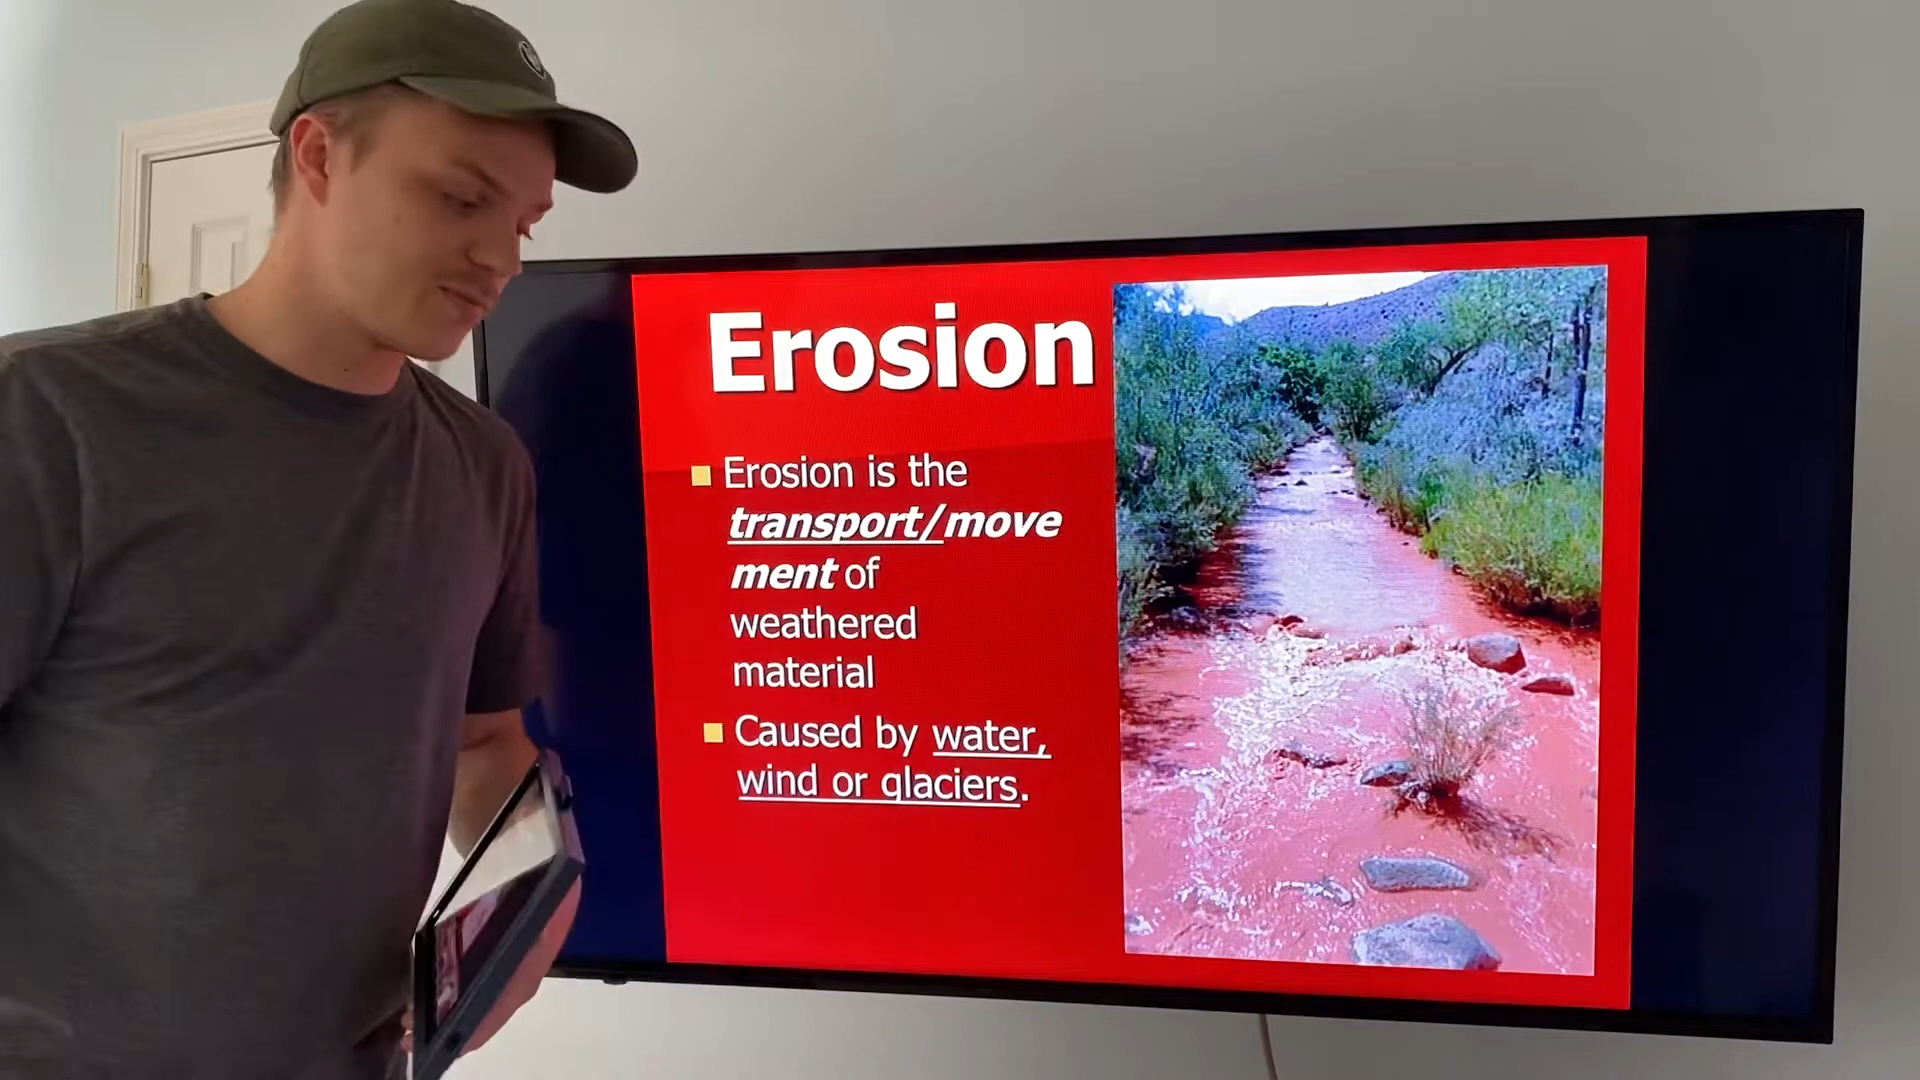 Erosion
Erosion is the
transport/move
ment of
weathered
material
Caused by water,
wind or glaciers.